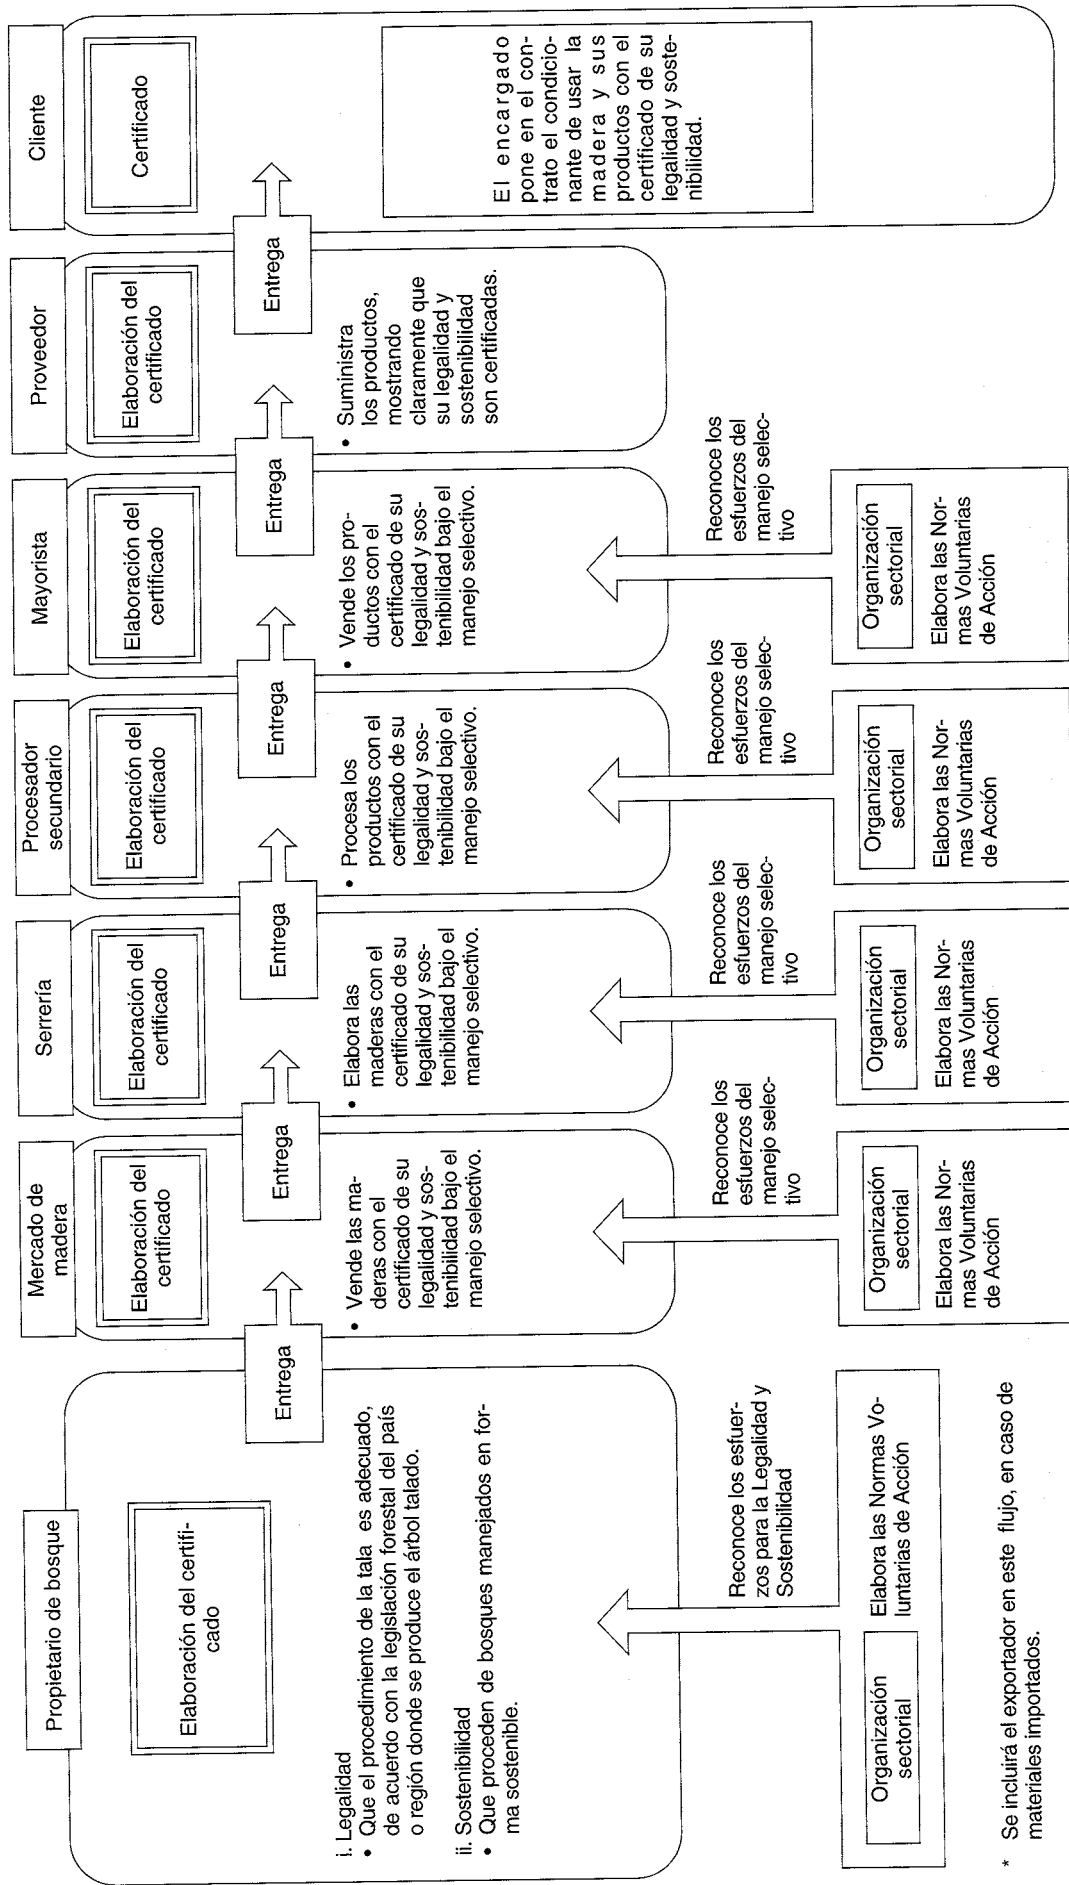 Propietario de bosque
Elaboración del certifi-
cado
Entrega
i. Legalidad
• Que el procedimiento de la tala es adecuado,
de acuerdo con la legislación forestal del país
o región donde se produce el árbol talado.
ii. Sostenibilidad
• Que proceden de bosques manejados en for-
ma sostenible.
Reconoce los esfuer-
zos para la Legalidad y
Sostenibilidad
Organización
sectorial
Elabora las Normas Vo-
luntarias de Acción
Mercado de
madera
Elaboración del
certificado
Entrega
• Vende las ma-
deras con el
certificado de su
legalidad y sos-
tenibilidad bajo el
manejo selectivo.
Reconoce los
esfuerzos del
manejo selec-
tivo
Organización
sectorial
Elabora las Nor-
mas Voluntarias
de Acción
Serrería
Elaboración del
certificado
Entrega
• Elabora las
maderas con el
certificado de su
legalidad y sos-
tenibilidad bajo el
manejo selectivo.
Reconoce los
esfuerzos del
manejo selec-
tivo
Organización
sectorial
Elabora las Nor-
mas Voluntarias
de Acción
Procesador
secundario
Elaboración del
certificado
Entrega
• Procesa los
productos con el
certificado de su
legalidad y sos-
tenibilidad bajo el
manejo selectivo.
Reconoce los
esfuerzos del
manejo selec-
tivo
Organización
sectorial
Elabora las Nor-
mas Voluntarias
de Acción
Mayorista
Elaboración del
certificado
Entrega
• Vende los pro-
ductos con el
certificado de su
legalidad y sos-
tenibilidad bajo el
manejo selectivo.
Reconoce los
esfuerzos del
manejo selec-
tivo
Organización
sectorial
Elabora las Nor-
mas Voluntarias
de Acción
Proveedor
Elaboración del
certificado
Entrega
• Suministra
los productos,
mostrando
claramente que
su legalidad y
sostenibilidad
son certificadas.
Cliente
Certificado
El encargado
pone en el con-
trato el condicio-
nante de usar la
madera y sus
productos con el
certificado de su
legalidad y soste-
nibilidad.
* Se incluirá el exportador en este flujo, en caso de
materiales importados.